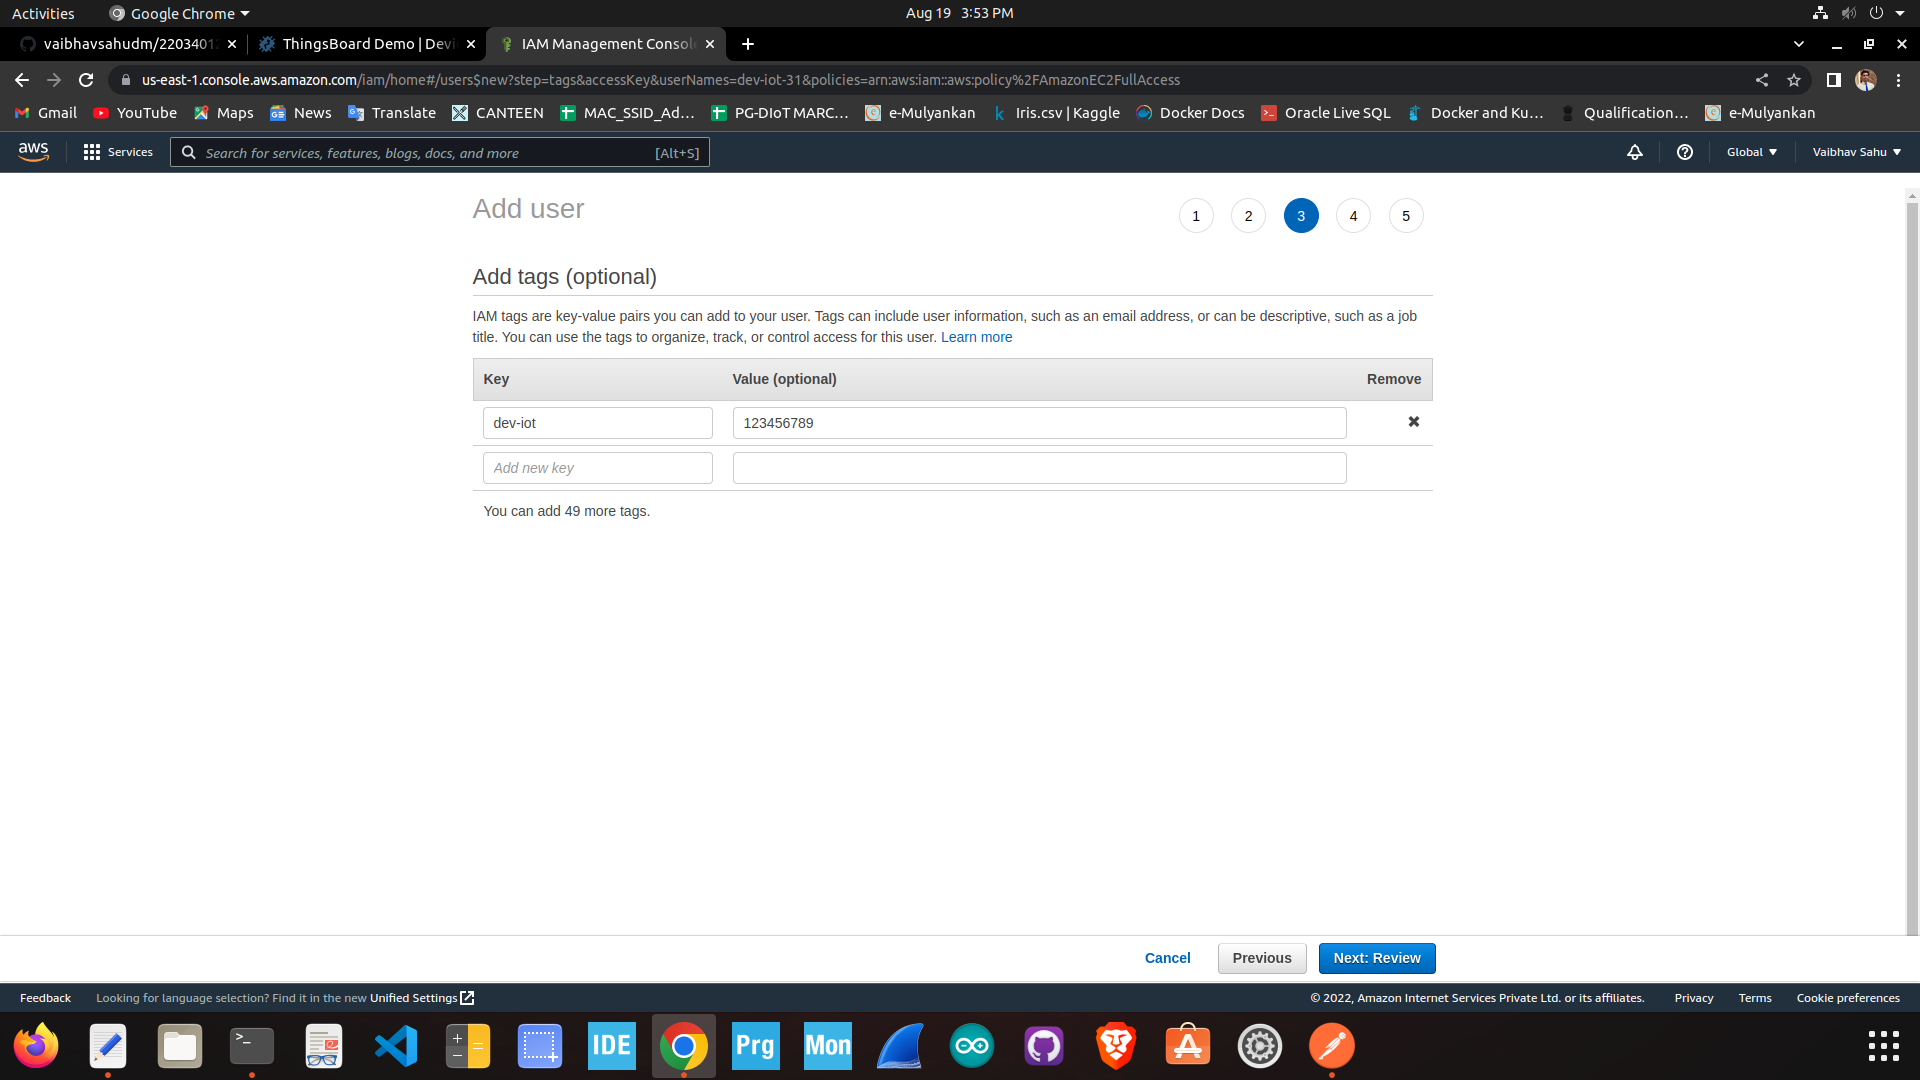 Activities
Google Chrome
Aug 19 3:53 PM
vaibhavsahudm/2203401
ThingsBoard Demo | Devi
IAM Management Consol
us-east-1.console.aws.amazon.com/iam/home#/users$new?step=tags&accessKey&userNames=dev-iot-31&policies=arn:aws:iam::aws:policy%2FAmazonEC2FullAccess
Gmail
YouTube
Maps
News
Translate
CANTEEN
MAC_SSID_Ad...
PG-DIoT MARC...
e-Mulyankan
Iris.csv | Kaggle
Docker Docs
Oracle Live SQL
Docker and Ku...
Qualification...
e-Mulyankan
aws
Services
Search for services, features, blogs, docs, and more
[Alt+S]
Global
Vaibhav Sahu
Add user
1
2
3
4
5
Add tags (optional)
IAM tags are key-value pairs you can add to your user. Tags can include user information, such as an email address, or can be descriptive, such as a job
title. You can use the tags to organize, track, or control access for this user. Learn more
Key
Value (optional)
Remove
dev-iot
123456789
Add new key
You can add 49 more tags.
Cancel
Previous
Next: Review
Feedback
Looking for language selection? Find it in the new Unified Settings
© 2022, Amazon Internet Services Private Ltd. or its affiliates.
Privacy
Terms
Cookie preferences
IDE
Prg
Mon